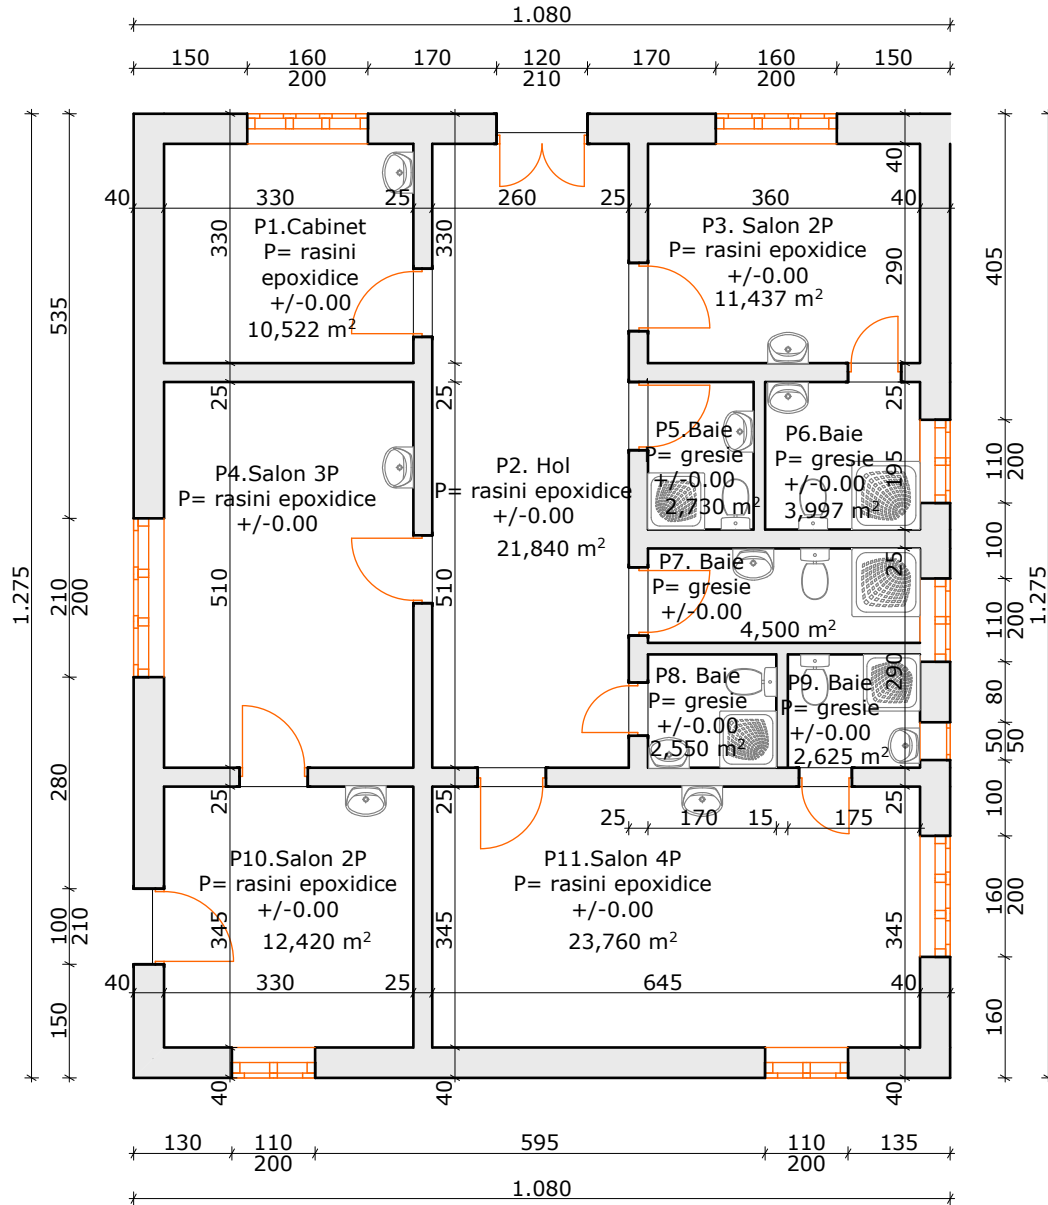 1.080
150
160
200
170
120
210
170
160
200
150
40
330
25
260
25
360
40
P1.Cabinet
P= rasini
epoxidice
+/-0.00
10,522 m²
330
330
P3. Salon 2P
P= rasini epoxidice
+/-0.00
11,437 m²
40
290
405
535
25
25
25
P4.Salon 3P
P= rasini epoxidice
+/-0.00
P2. Hol
P= rasini epoxidice
+/-0.00
21,840 m²
P5.Baie
P= gresie
+/-0.00
2,730 m²
P6.Baie
P= gresie
+/-0.00
3,997 m²
195
110
200
100
1.275
210
200
510
510
P7. Baie
P= gresie
+/-0.00
4,500 m²
25
110
200
1.275
P8. Baie
P= gresie
+/-0.00
2,550 m²
P9. Baie
P= gresie
+/-0.00
2,625 m²
290
80
50
50
280
25
25
25
100
25
170
15
175
P10.Salon 2P
P= rasini epoxidice
+/-0.00
12,420 m²
P11.Salon 4P
P= rasini epoxidice
+/-0.00
23,760 m²
100
210
345
345
345
160
200
40
330
25
645
40
150
160
40
40
40
130
110
200
595
110
200
135
1.080